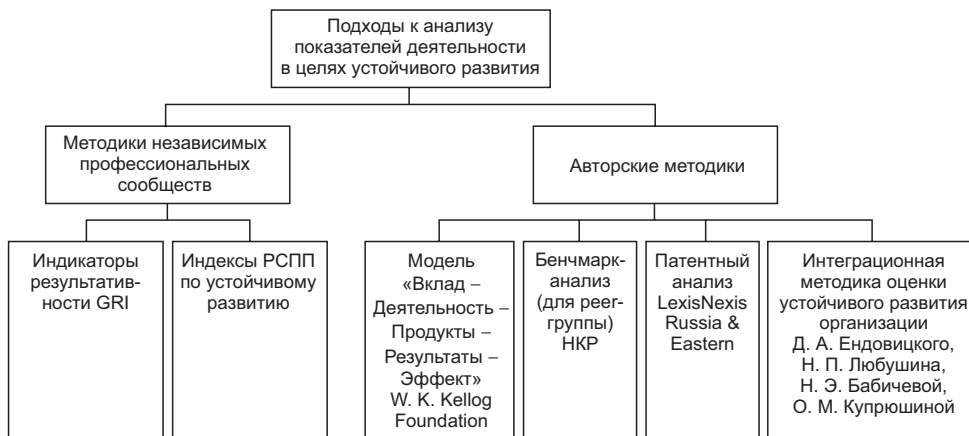 Подходы к анализу
показателей деятельности
в целях устойчивого развития
Методики независимых
профессиональных
сообществ
Авторские методики
Индикаторы
результатив-
ности GRI
Индексы РСПП
по устойчивому
развитию
Модель
«Вклад –
Деятельность –
Продукты –
Результаты –
Эффект»
W. K. Kellog
Foundation
Бенчмарк-
анализ
(для peer-
группы)
НКР
Патентный
анализ
LexisNexis
Russia &
Eastern
Интеграционная
методика оценки
устойчивого развития
организации
Д. А. Ендовицкого,
Н. П. Любушина,
Н. Э. Бабичевой,
О. М. Купрюшиной